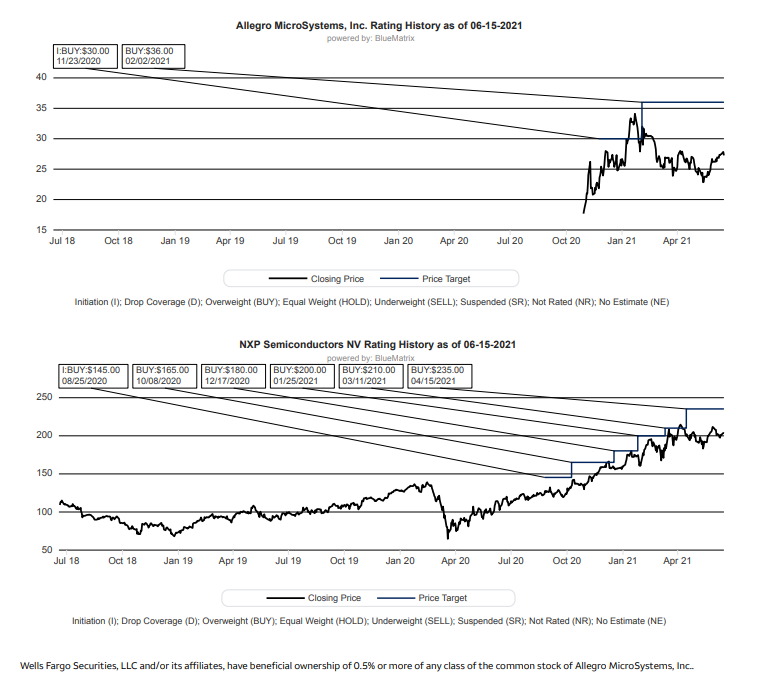 Allegro MicroSystems, Inc. Rating History as of 06-15-2021
powered by: BlueMatrix
I:BUY:$30.00
11/23/2020
BUY:$36.00
02/02/2021
40
35
30
25
20
15
Jul 18 Oct 18 Jan 19 Apr 19 Jul 19 Oct 19 Jan 20 Apr 20 Jul 20 Oct 20 Jan 21 Apr 21
Closing Price Price Target
Initiation (I); Drop Coverage (D); Overweight (BUY); Equal Weight (HOLD); Underweight (SELL); Suspended (SR); Not Rated (NR); No Estimate (NE)
NXP Semiconductors NV Rating History as of 06-15-2021
powered by: BlueMatrix
I:BUY:$145.00
08/25/2020
BUY:$165.00
10/08/2020
BUY:$180.00
12/17/2020
BUY:$200.00
01/25/2021
BUY:$210.00
03/11/2021
BUY:$235.00
04/15/2021
250
200
150
100
50
Jul 18 Oct 18 Jan 19 Apr 19 Jul 19 Oct 19 Jan 20 Apr 20 Jul 20 Oct 20 Jan 21 Apr 21
Closing Price Price Target
Initiation (I); Drop Coverage (D); Overweight (BUY); Equal Weight (HOLD); Underweight (SELL); Suspended (SR); Not Rated (NR); No Estimate (NE)
Wells Fargo Securities, LLC and/or its affiliates, have beneficial ownership of 0.5% or more of any class of the common stock of Allegro MicroSystems, Inc..